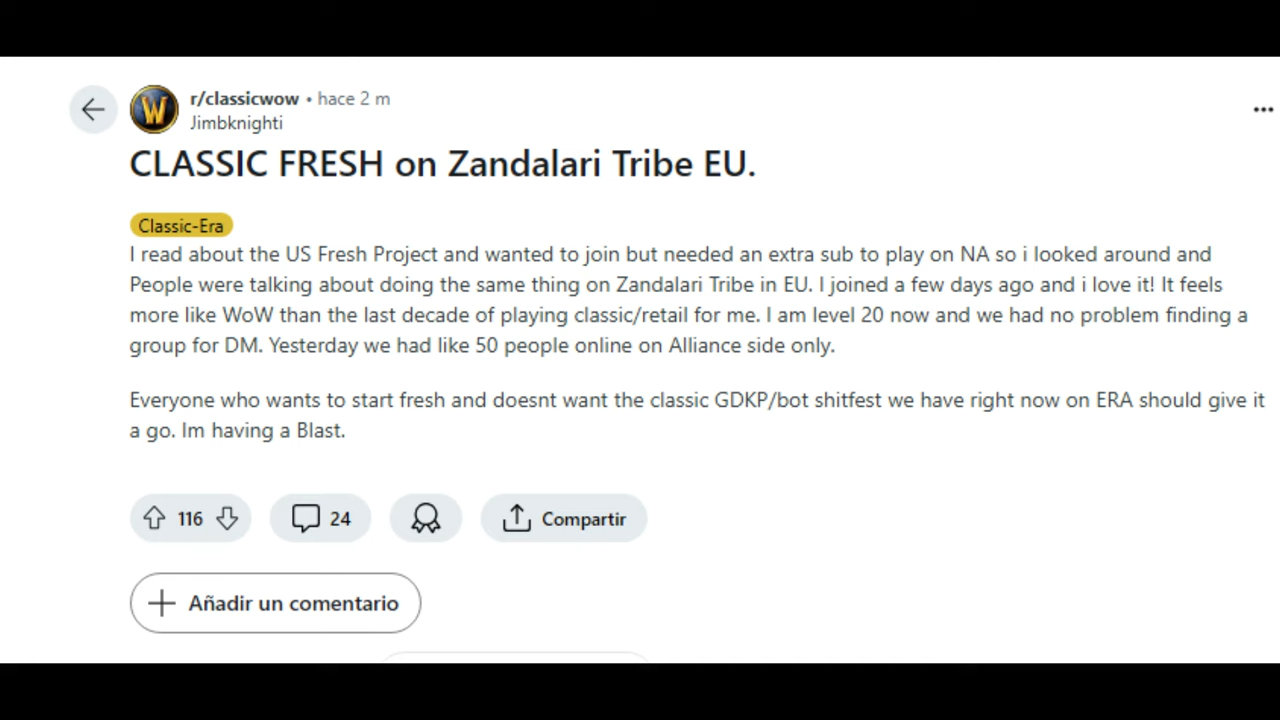 r/classicwow • hace 2 m
Jimbknighti
CLASSIC FRESH on Zandalari Tribe EU.
Classic-Era
I read about the US Fresh Project and wanted to join but needed an extra sub to play on NA so i looked around and
People were talking about doing the same thing on Zandalari Tribe in EU. I joined a few days ago and i love it! It feels
more like WoW than the last decade of playing classic/retail for me. I am level 20 now and we had no problem finding a
group for DM. Yesterday we had like 50 people online on Alliance side only.
Everyone who wants to start fresh and doesnt want the classic GDKP/bot shitfest we have right now on ERA should give it
a go. Im having a Blast.
116
24
Compartir
Añadir un comentario